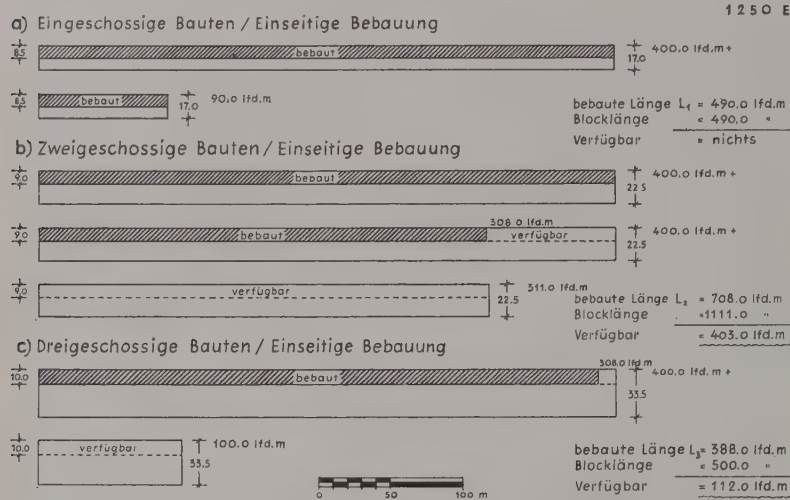 1250 E
a) Eingeschossige Bauten / Einseitige Bebauung
8.5 bebaut 17.0 400.0 lfd.m +
8.5 bebaut 17.0 90.0 lfd.m
bebaute Länge L₁ = 490.0 lfd.m
Blocklänge = 490.0 "
Verfügbar = nichts
b) Zweigeschossige Bauten / Einseitige Bebauung
9.0 bebaut 22.5 400.0 lfd.m +
308.0 lfd.m
9.0 bebaut verfügbar 22.5 400.0 lfd.m +
9.0 verfügbar 22.5 311.0 lfd.m
bebaute Länge L₂ = 708.0 lfd.m
Blocklänge =1111.0 "
Verfügbar = 403.0 lfd.m
c) Dreigeschossige Bauten / Einseitige Bebauung
308.0 lfd m
10.0 bebaut 33.5 400.0 lfd.m +
10.0 verfügbar 33.5 100.0 lfd.m
bebaute Länge L₃= 388.0 lfd.m
Blocklänge = 500.0 "
Verfügbar = 112.0 lfd.m
0 50 100 m